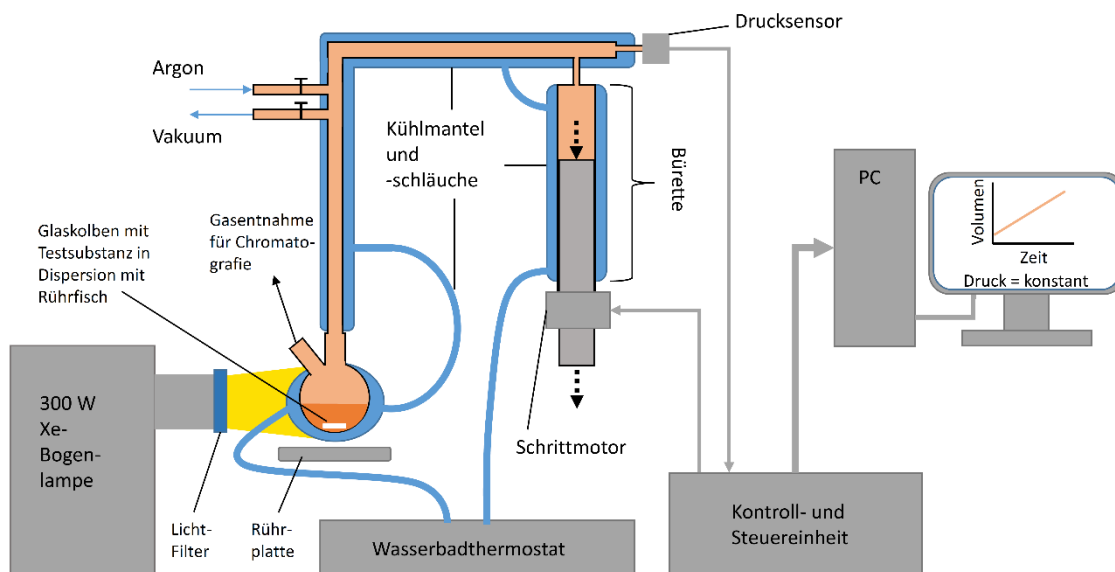 Drucksensor
Argon
Vakuum
Kühlmantel
und
-schläuche
Bürette
PC
Volumen
Zeit
Druck = konstant
Gasentnahme
für Chromato-
grafie
Glaskolben mit
Testsubstanz in
Dispersion mit
Rührfisch
300 W
Xe-
Bogen-
lampe
Schrittmotor
Licht-
Filter
Rühr-
platte
Wasserbadthermostat
Kontroll- und
Steuereinheit